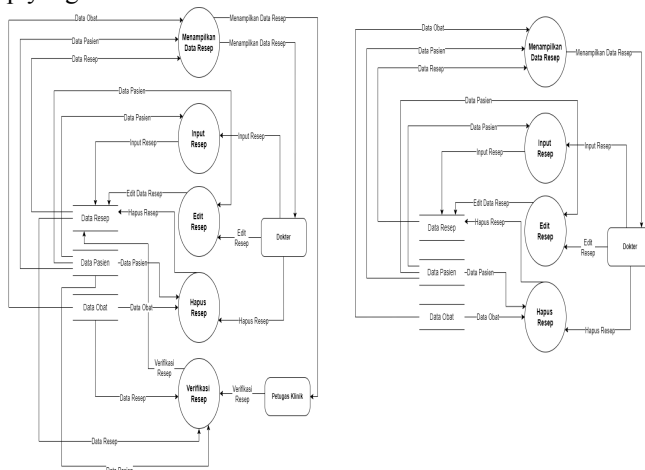 Data Obat
Menampilkan Data Resep
Menampilkan
Data Resep
Data Pasien
Menampilkan Data Resep
Data Resep
Data Pasien
Data Pasien
Input
Resep
Input Resep
Input Resep
Edit Data Resep
Data Resep
Hapus Resep
Edit
Resep
Edit
Resep
Dokter
Data Pasien
Data Pasien
Data Obat
Data Obat
Hapus
Resep
Hapus Resep
Verifikasi
Resep
Verifikasi
Resep
Verifikasi
Resep
Petugas Klinik
Data Resep
Data Resep
Data Pasien
Data Obat
Data Pasien
Menampilkan
Data Resep
Menampilkan Data Resep
Data Resep
Data Pasien
Data Pasien
Input
Resep
Input Resep
Input Resep
Edit Data Resep
Data Resep
Hapus Resep
Edit
Resep
Edit
Resep
Dokter
Data Pasien
Data Pasien
Data Obat
Data Obat
Hapus
Resep
Hapus Resep